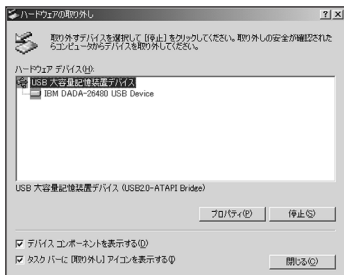 ハードウェアの取り外し
取り外すデバイスを選択して [停止] をクリックしてください。取り外しの安全が確認された
らコンピュータからデバイスを取り外してください。
ハードウェア デバイス(H):
USB 大容量記憶装置デバイス
IBM DADA-26480 USB Device
USB 大容量記憶装置デバイス (USB2.0-ATAPI Bridge)
プロパティ(P)
停止(S)
デバイス コンポーネントを表示する(D)
タスク バーに [取り外し] アイコンを表示する(I)
閉じる(C)